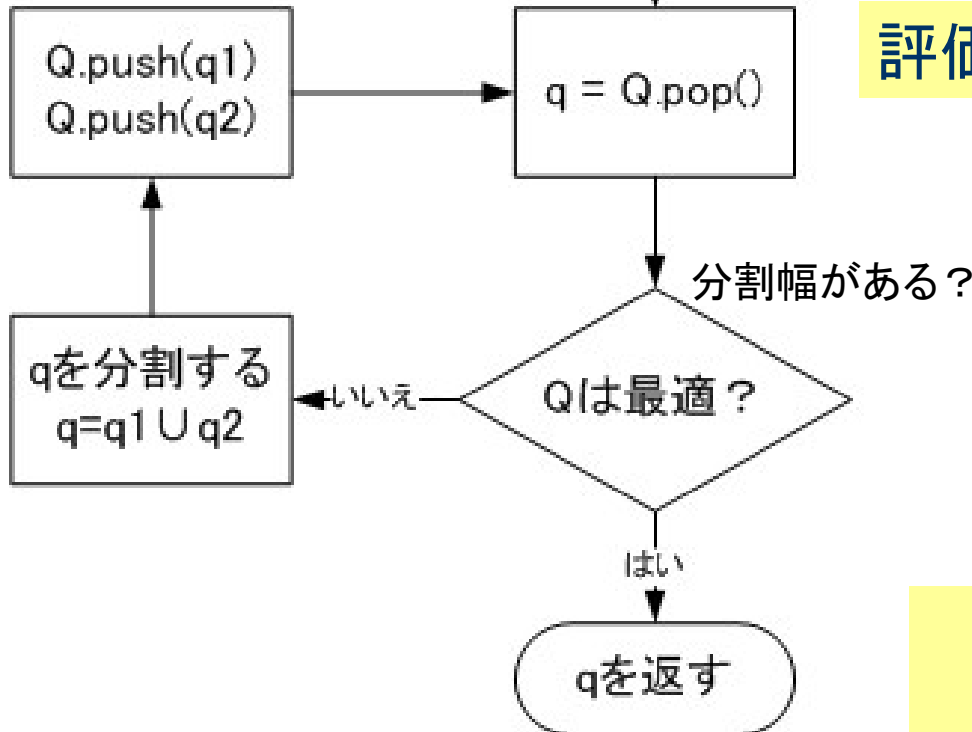 Q.push(q1)
Q.push(q2)
q = Q.pop()
評価
分割幅がある？
qを分割する
q=q1∪q2
いいえ
Qは最適？
はい
qを返す